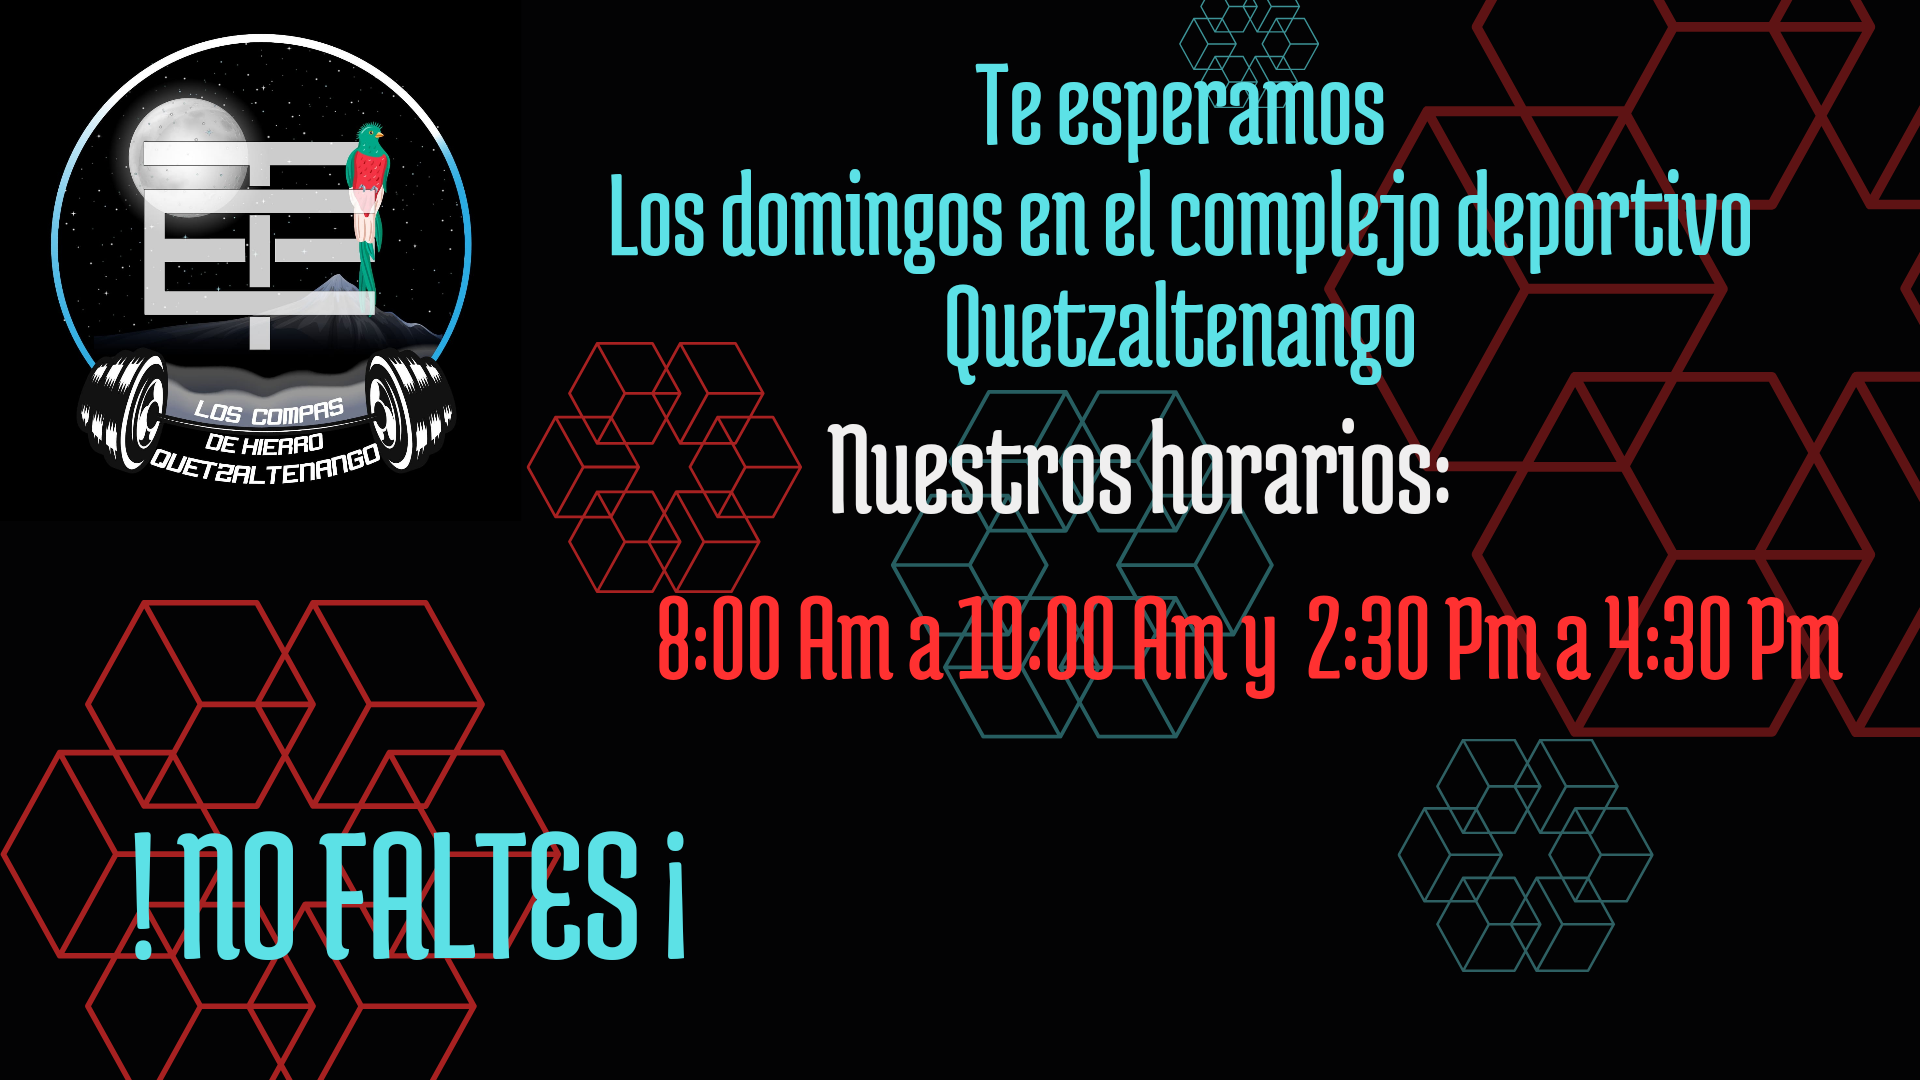 LOS COMPAS
DE HIERRO
QUETZALTENANGO
Te esperamos
Los domingos en el complejo deportivo
Quetzaltenango
Nuestros horarios:
8:00 Am a 10:00 Am y 2:30 Pm a 4:30 Pm
! NO FALTES ¡